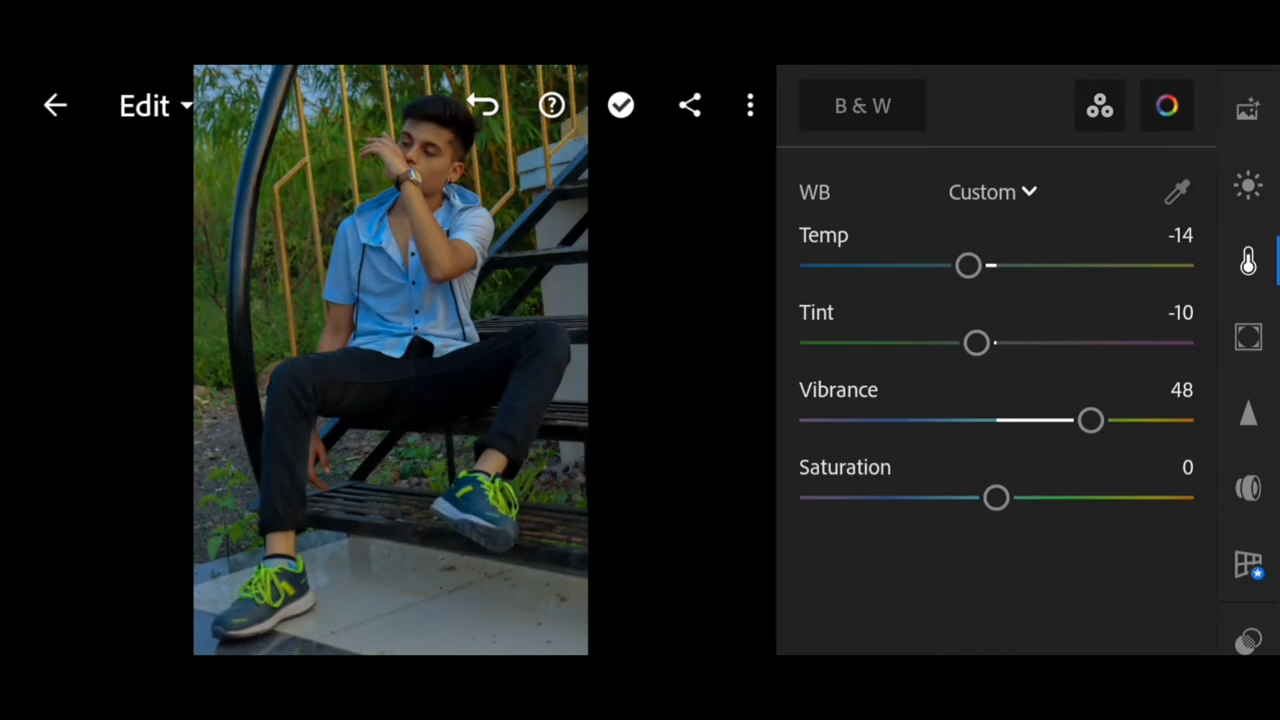 Edit
B & W
WB Custom
Temp -14
Tint -10
Vibrance 48
Saturation 0